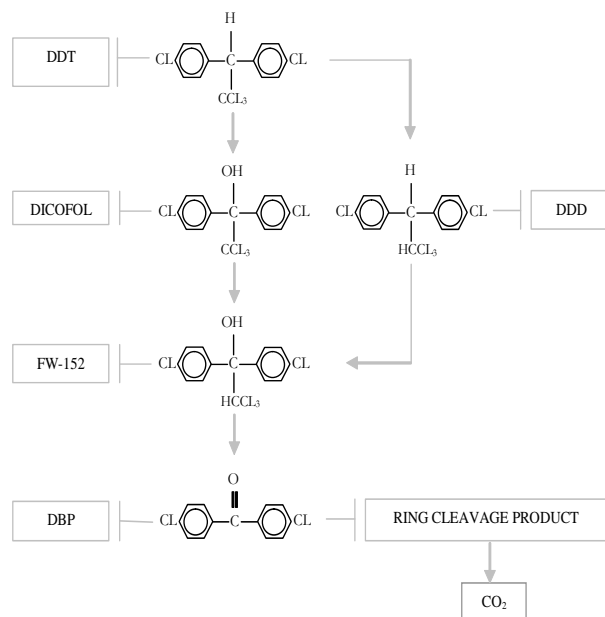 H
DDT
CL C CL
CCL₃
OH
H
DICOFOL
CL C CL
CL C CL
DDD
CCL₃
HCCL₃
OH
FW-152
CL C CL
HCCL₃
O
DBP
CL C CL
RING CLEAVAGE PRODUCT
CO₂